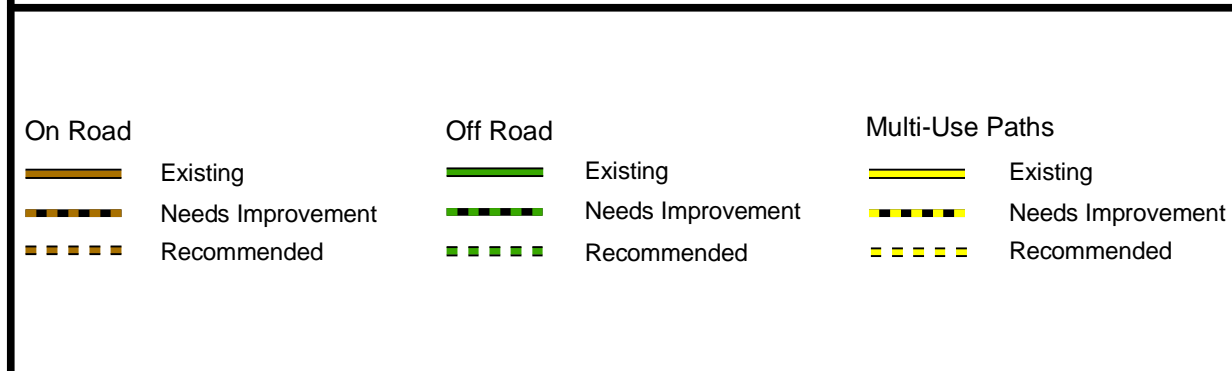 On Road
Existing
Needs Improvement
Recommended
Off Road
Existing
Needs Improvement
Recommended
Multi-Use Paths
Existing
Needs Improvement
Recommended